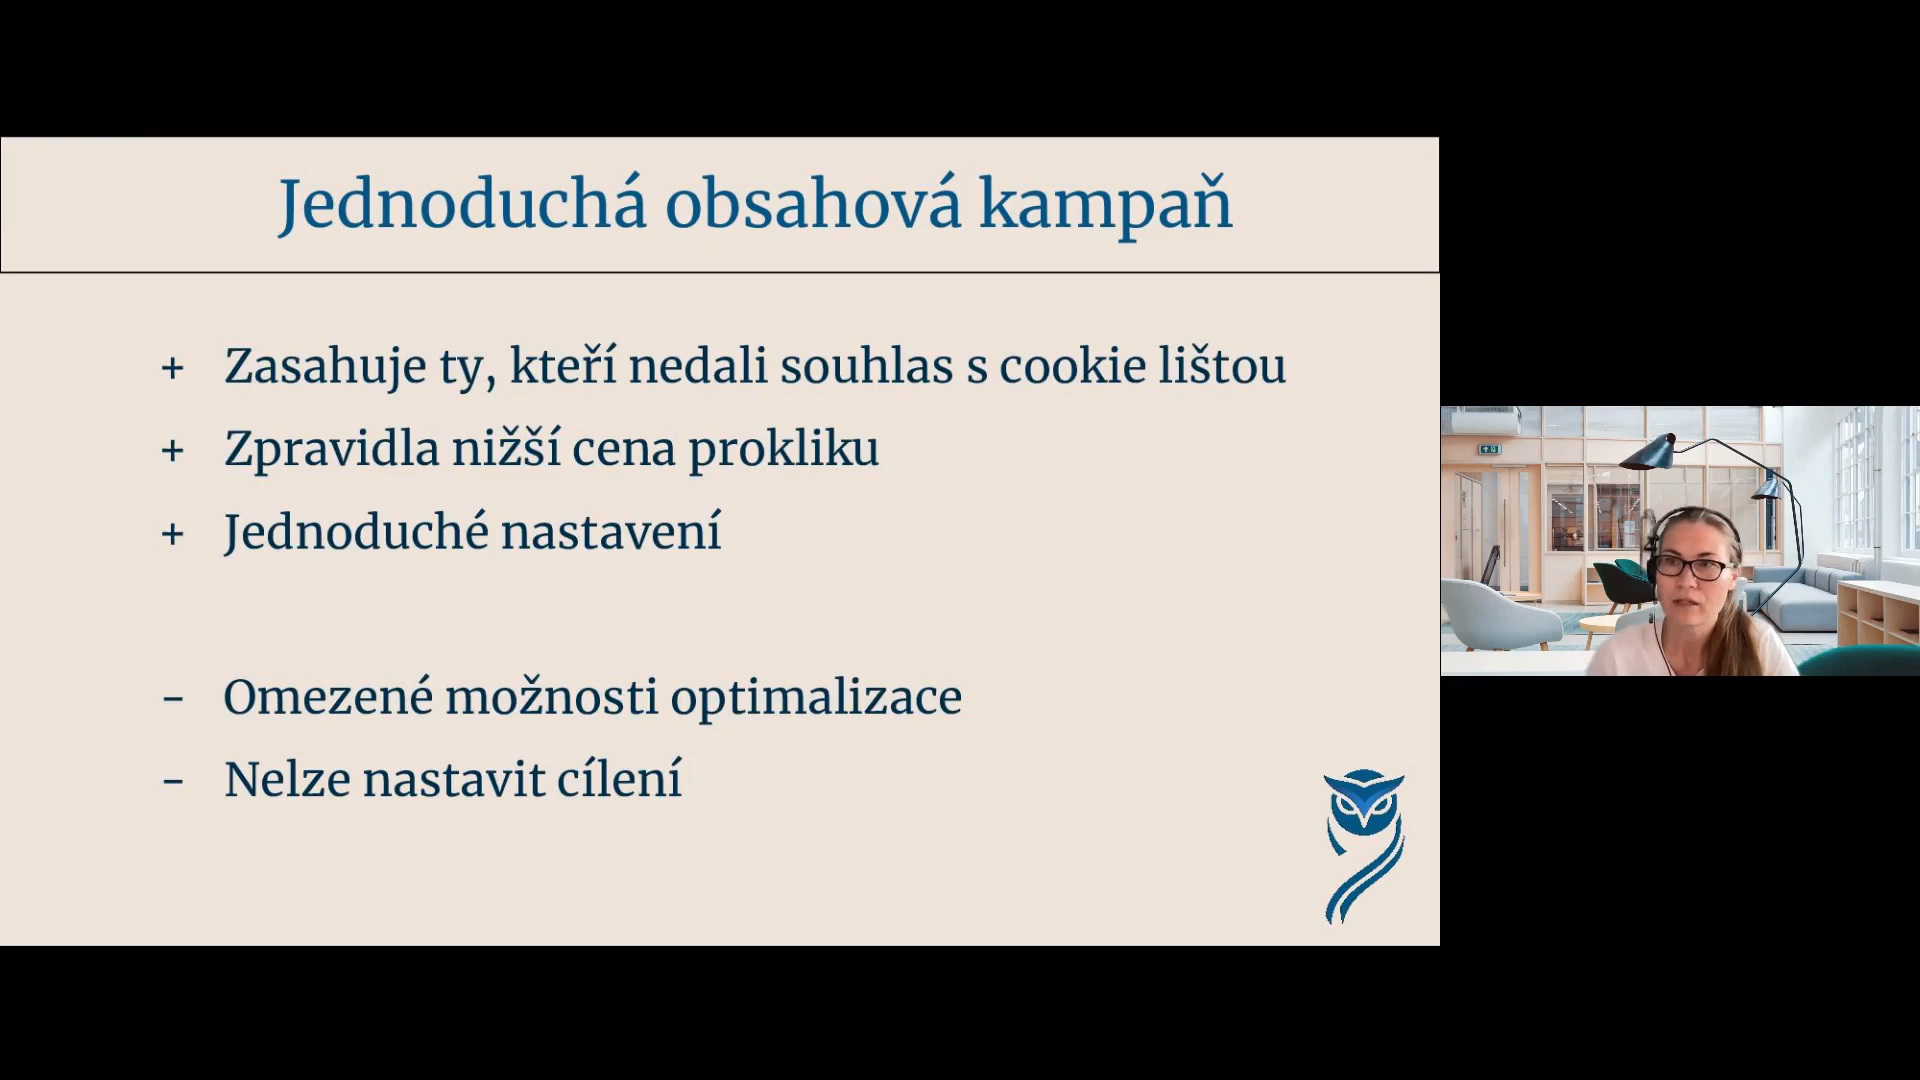 Jednoduchá obsahová kampaň
+ Zasahuje ty, kteří nedali souhlas s cookie lištou
+ Zpravidla nižší cena prokliku
+ Jednoduché nastavení
- Omezené možnosti optimalizace
- Nelze nastavit cílení